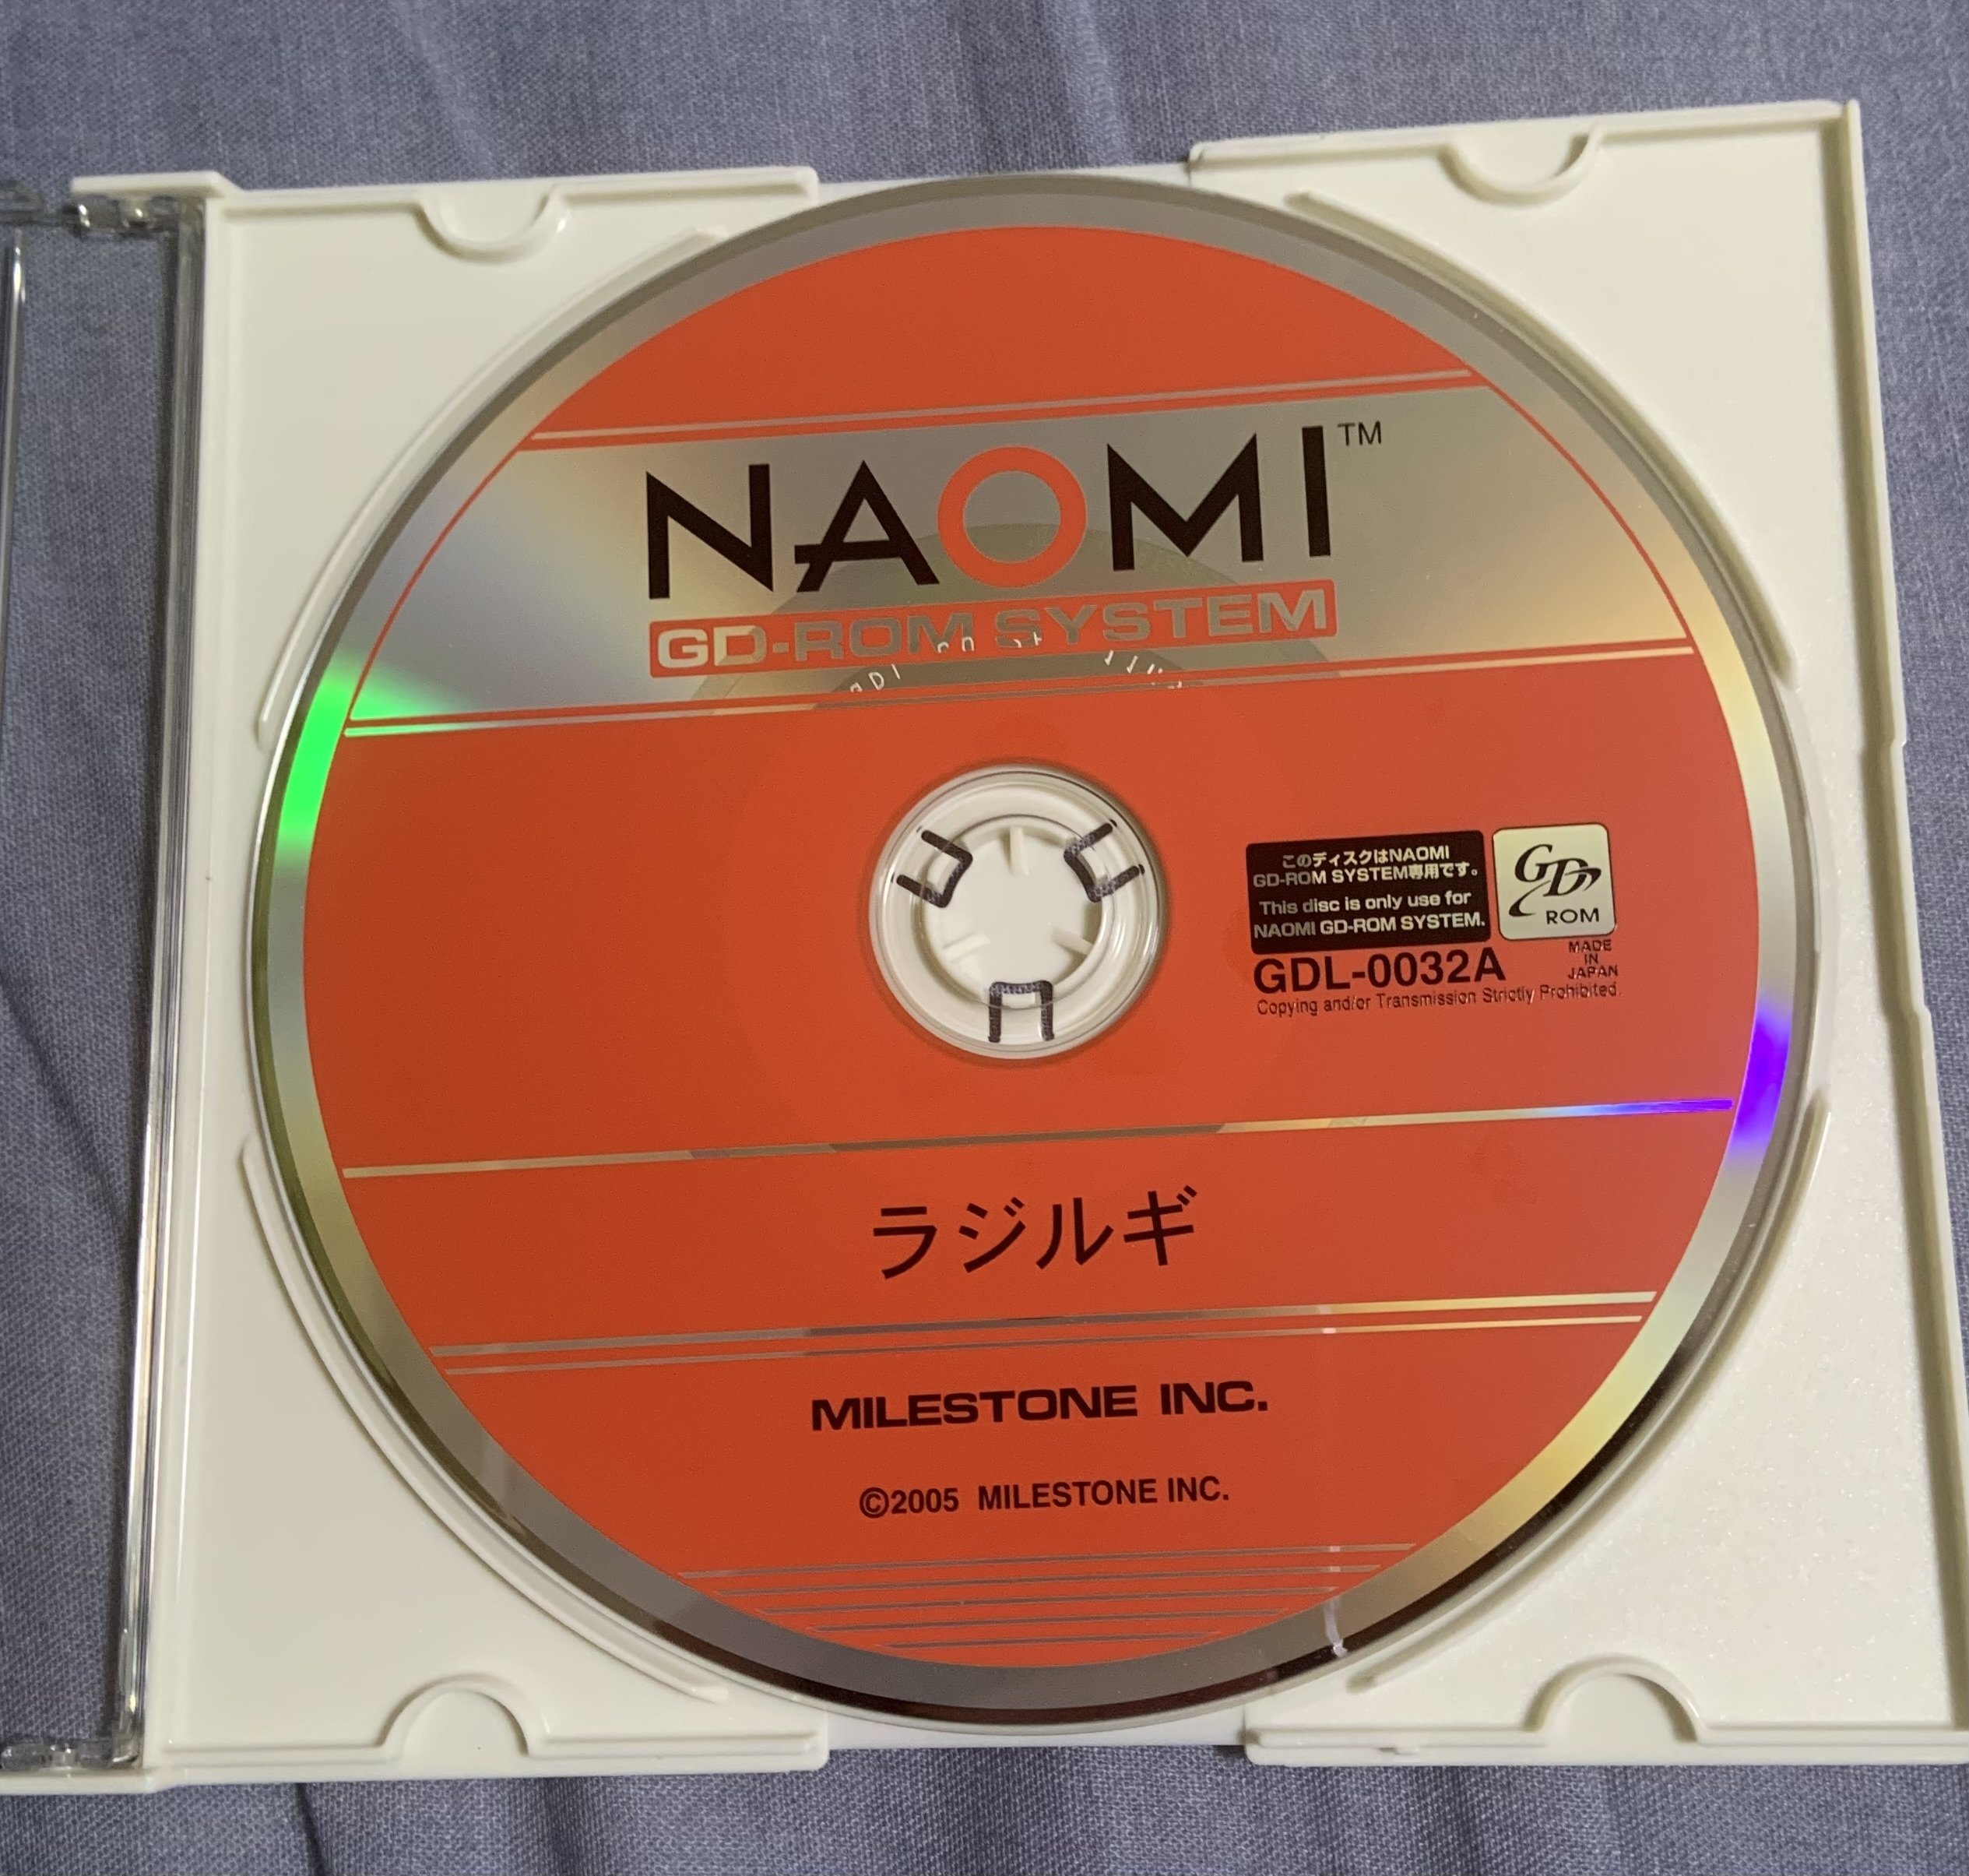 NAOMI™
GD-ROM SYSTEM
このディスクはNAOMI
GD-ROM SYSTEM専用です。
This disc is only use for
NAOMI GD-ROM SYSTEM.
GD
ROM
GDL-0032A
MADE
IN
JAPAN
Copying and/or Transmission Strictly Prohibited.
ラジルギ
MILESTONE INC.
©2005 MILESTONE INC.